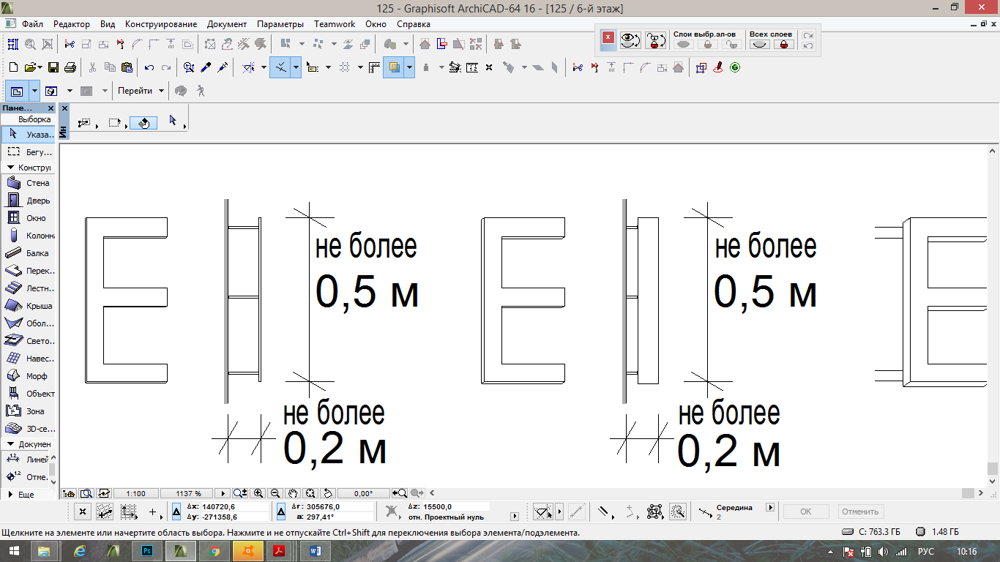 125 - Graphisoft ArchiCAD-64 16 - [125 / 6-й этаж]
Файл Редактор Вид Конструирование Документ Параметры Teamwork Окно Справка
Слои выбр.эл-ов Всех слоев
Перейти
Пане...
Выборка
Ин
Указа..
Бегу...
Констру
Стена
Дверь
Окно
Колонн
Балка
Перек..
Лестн..
Крыша
Обол..
Свето..
Навес..
Морф
Объект
Зона
3D-се..
Докумен
Линей
Отме.
Еще
E E E
не более
0,5 м
не более
0,2 м
не более
0,5 м
не более
0,2 м
1:100 1137 % 0,00°
Δx: 140720,6
Δy: -271358,6
Δr: 305676,0
a: 297,41°
Δz: 15500,0
отн. Проектный нуль
Середина
2
OK Отменить
Щелкните на элементе или начертите область выбора. Нажмите и не отпускайте Ctrl+Shift для переключения выбора элемента/подэлемента.
C: 763.3 ГБ 1.48 ГБ
РУС 10:16